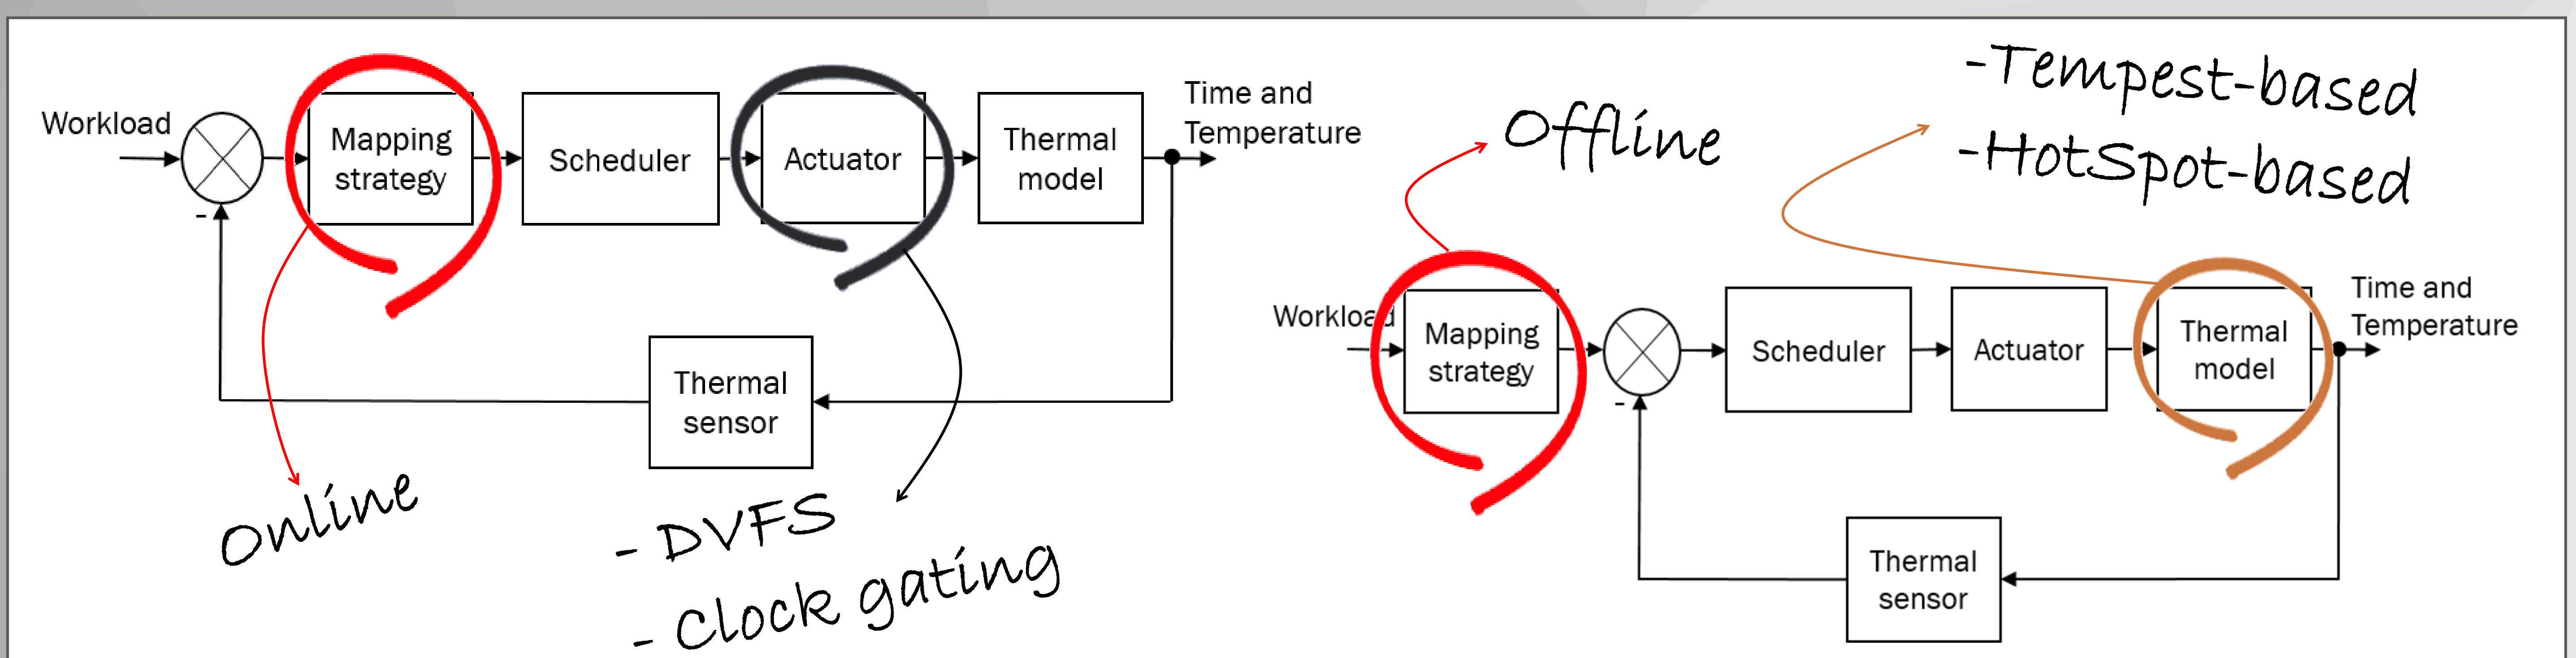 Workload
Mapping
strategy
Scheduler
Actuator
Thermal
model
Time and
Temperature
-
Thermal
sensor
Online
- DVFS
- Clock gating
Offline
-Tempest-based
-HotSpot-based
Workload
Mapping
strategy
Scheduler
Actuator
Thermal
model
Time and
Temperature
-
Thermal
sensor